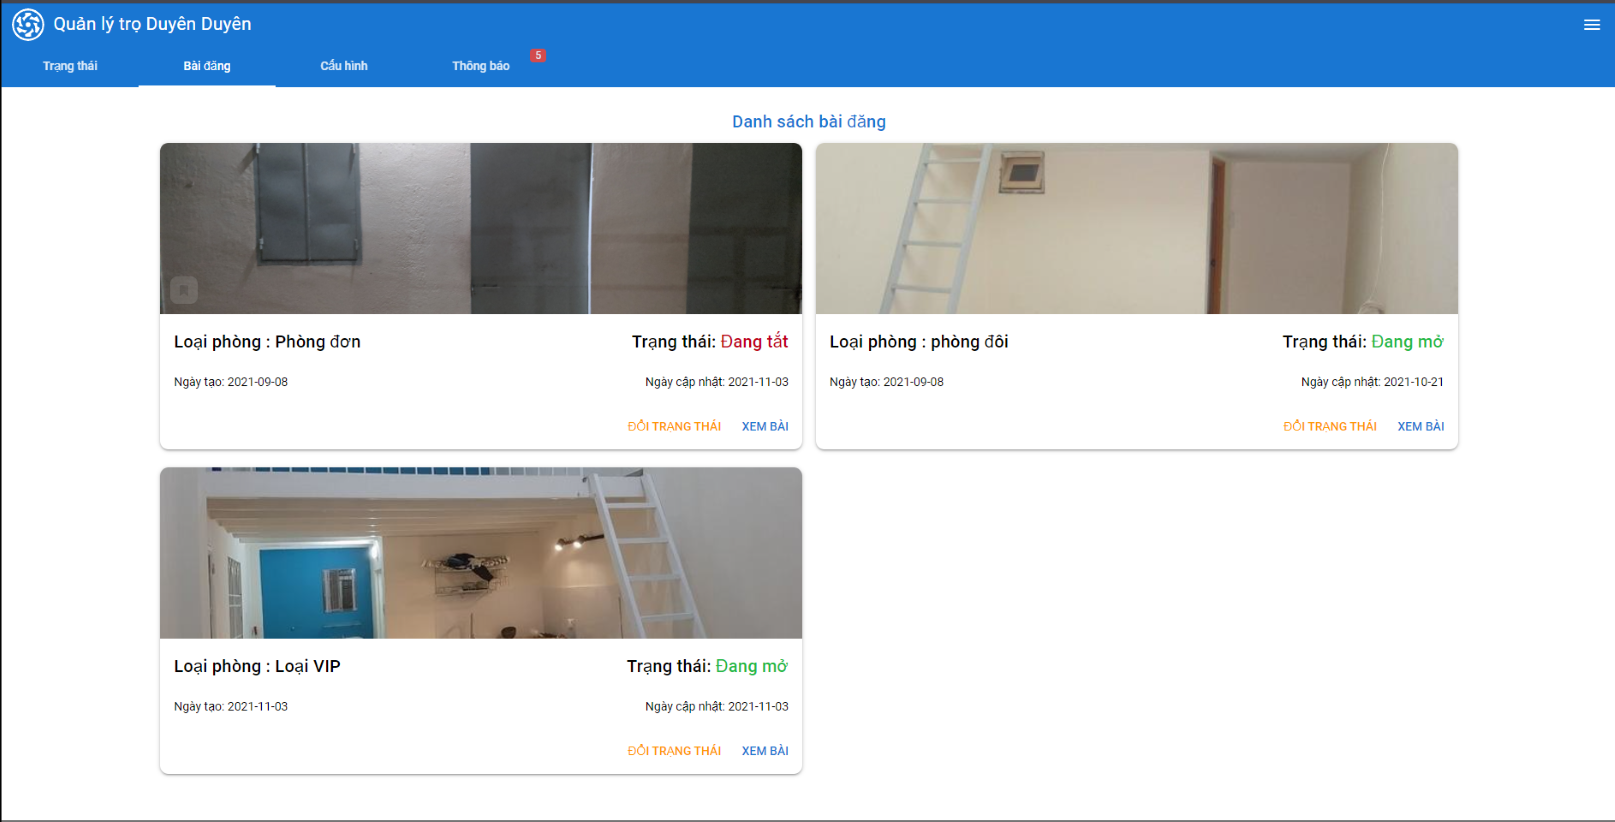 Quản lý trọ Duyên Duyên
Trạng thái
Bài đăng
Cấu hình
Thông báo
5
Danh sách bài đăng
Loại phòng : Phòng đơn
Trạng thái: Đang tắt
Ngày tạo: 2021-09-08
Ngày cập nhật: 2021-11-03
ĐỔI TRẠNG THÁI
XEM BÀI
Loại phòng : phòng đôi
Trạng thái: Đang mở
Ngày tạo: 2021-09-08
Ngày cập nhật: 2021-10-21
ĐỔI TRẠNG THÁI
XEM BÀI
Loại phòng : Loại VIP
Trạng thái: Đang mở
Ngày tạo: 2021-11-03
Ngày cập nhật: 2021-11-03
ĐỔI TRẠNG THÁI
XEM BÀI